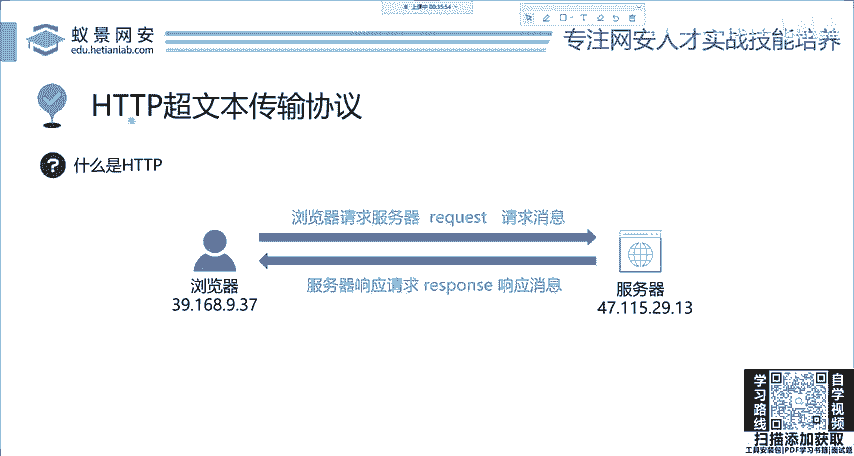 上课中 00:35:54
蚁景网安
edu.hetianlab.com
专注网安人才实战技能培养
HTTP超文本传输协议
? 什么是HTTP
浏览器请求服务器 request 请求消息
服务器响应请求 response 响应消息
浏览器
39.168.9.37
服务器
47.115.29.13
学习路线
自学视频
扫描添加获取
工具安装包|PDF学习书籍|面试题